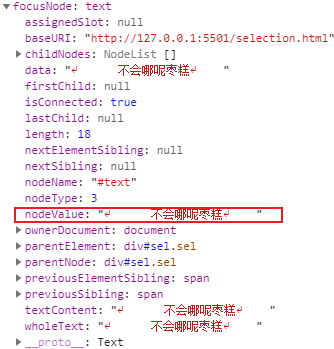 ▼focusNode: text
assignedSlot: null
baseURI: "http://127.0.0.1:5501/selection.html"
▶childNodes: NodeList []
data: "↵      不会哪呢枣糕↵    "
firstChild: null
isConnected: true
lastChild: null
length: 18
nextElementSibling: null
nextSibling: null
nodeName: "#text"
nodeType: 3
nodeValue: "↵      不会哪呢枣糕↵    "
▶ownerDocument: document
▶parentElement: div#sel.sel
▶parentNode: div#sel.sel
▶previousElementSibling: span
▶previousSibling: span
textContent: "↵      不会哪呢枣糕↵    "
wholeText: "↵      不会哪呢枣糕↵    "
▶__proto__: Text